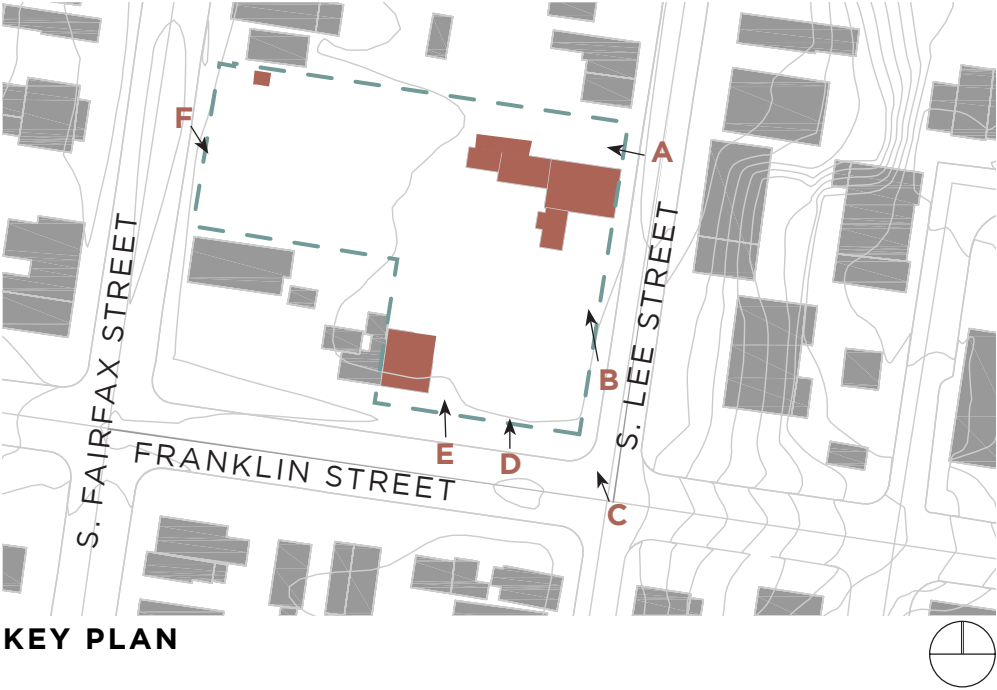 F
A
S. FAIRFAX STREET
S. LEE STREET
B
E
D
FRANKLIN STREET
C
KEY PLAN